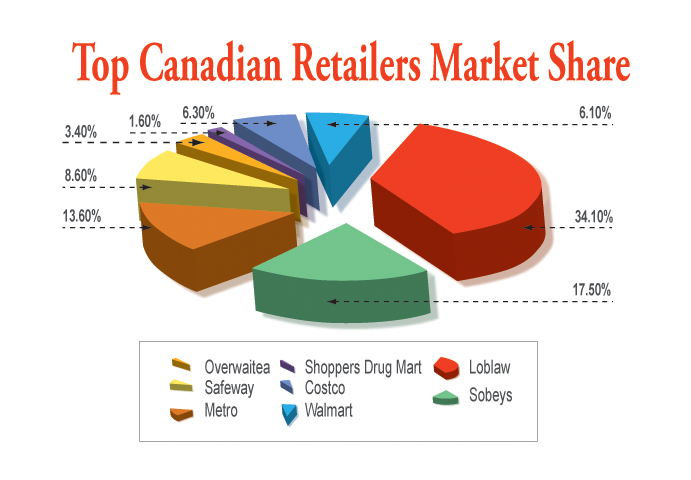 Top Canadian Retailers Market Share
6.30%
6.10%
1.60%
3.40%
8.60%
13.60%
34.10%
17.50%
Overwaitea
Shoppers Drug Mart
Loblaw
Safeway
Costco
Sobeys
Metro
Walmart